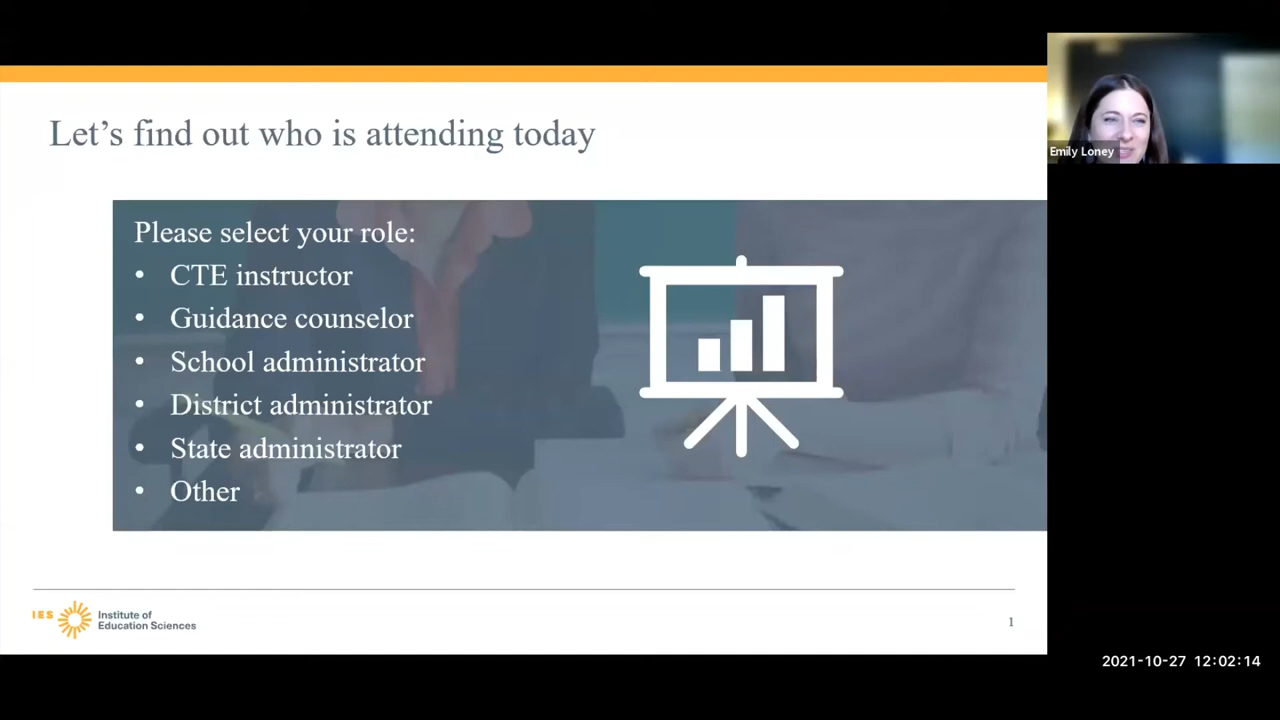 Let's find out who is attending today
Emily Loney
Please select your role:
• CTE instructor
• Guidance counselor
• School administrator
• District administrator
• State administrator
• Other
IES
Institute of
Education Sciences
1
2021-10-27 12:02:14